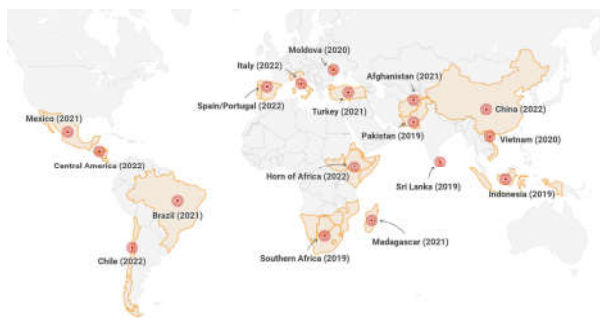 Moldova (2020)
Italy (2022)
Afghanistan (2021)
Spain/Portugal (2022)
Turkey (2021)
China (2022)
Mexico (2021)
Pakistan (2019)
Vietnam (2020)
Central America (2022)
Horn of Africa (2022)
Sri Lanka (2019)
Indonesia (2019)
Brazil (2021)
Madagascar (2021)
Chile (2022)
Southern Africa (2019)